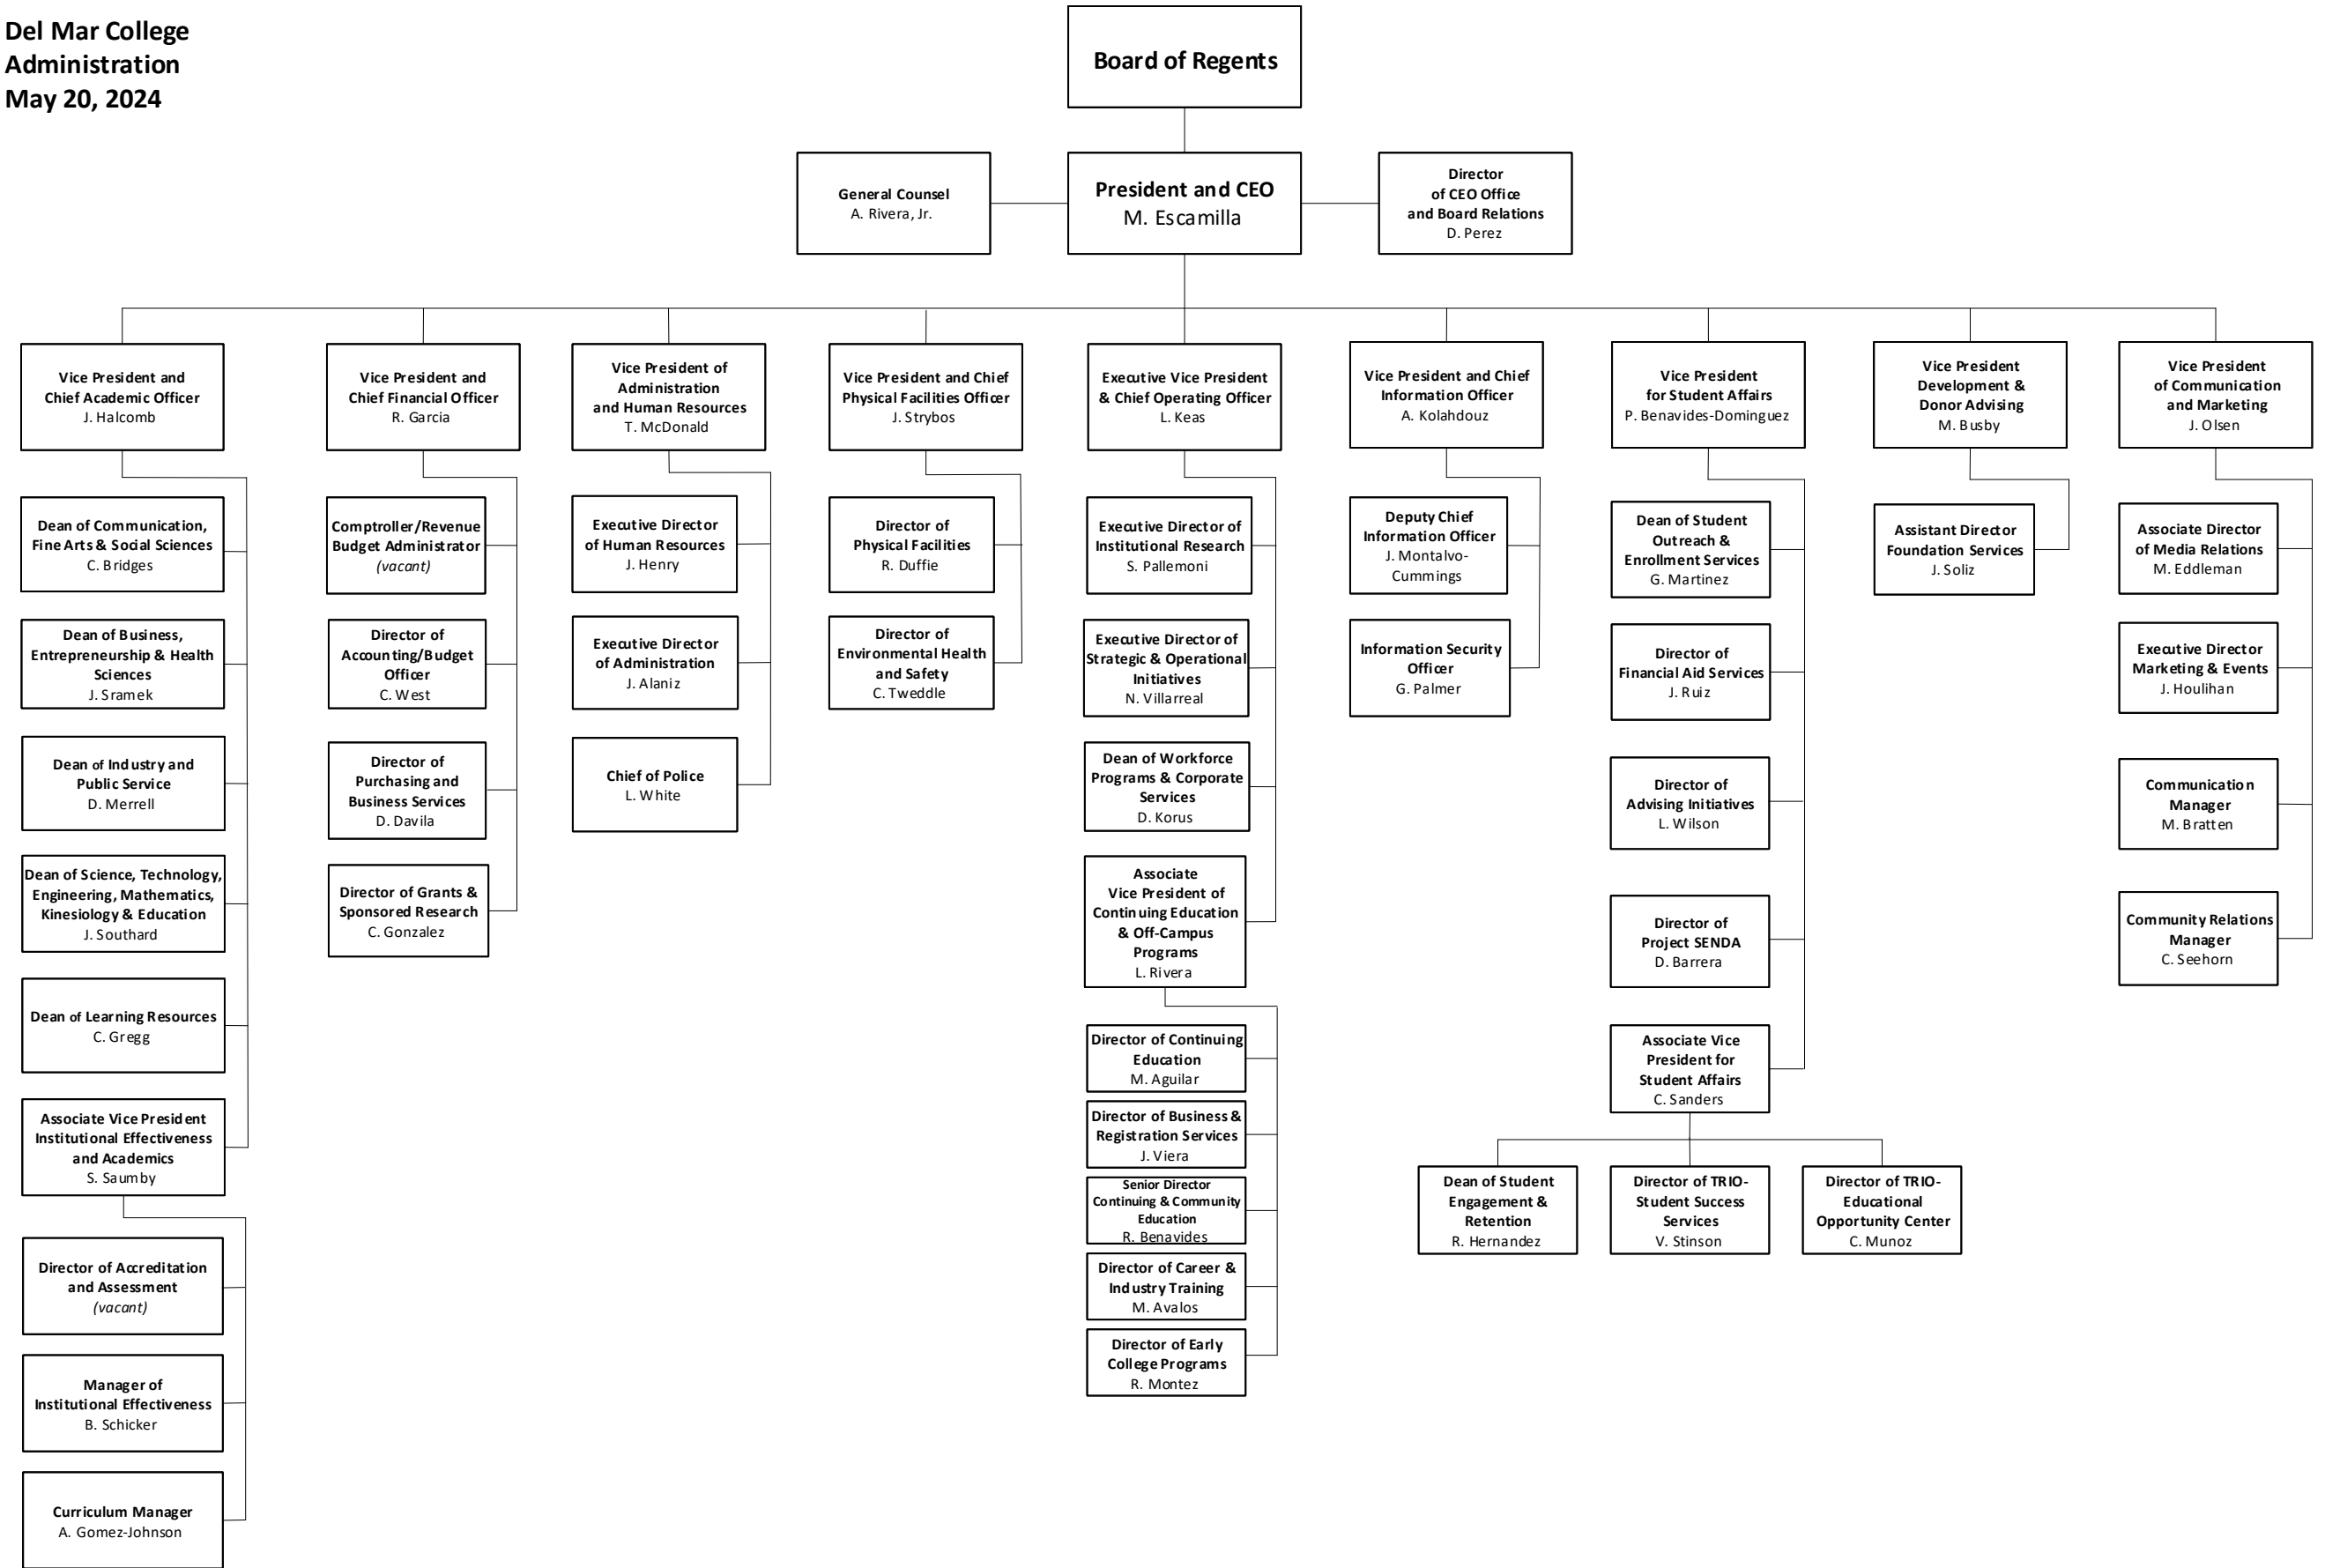 Del Mar College
Administration
May 20, 2024
Board of Regents
General Counsel
A. Rivera, Jr.
President and CEO
M. Escamilla
Director
of CEO Office
and Board Relations
D. Perez
Vice President and
Chief Academic Officer
J. Halcomb
Vice President and
Chief Financial Officer
R. Garcia
Vice President of
Administration
and Human Resources
T. McDonald
Vice President and Chief
Physical Facilities Officer
J. Strybos
Executive Vice President
& Chief Operating Officer
L. Keas
Vice President and Chief
Information Officer
A. Kolahdouz
Vice President
for Student Affairs
P. Benavides-Dominguez
Vice President
Development &
Donor Advising
M. Busby
Vice President
of Communication
and Marketing
J. Olsen
Dean of Communication,
Fine Arts & Social Sciences
C. Bridges
Dean of Business,
Entrepreneurship & Health
Sciences
J. Sramek
Dean of Industry and
Public Service
D. Merrell
Dean of Science, Technology,
Engineering, Mathematics,
Kinesiology & Education
J. Southard
Dean of Learning Resources
C. Gregg
Associate Vice President
Institutional Effectiveness
and Academics
S. Saumby
Director of Accreditation
and Assessment
(vacant)
Manager of
Institutional Effectiveness
B. Schicker
Curriculum Manager
A. Gomez-Johnson
Comptroller/Revenue
Budget Administrator
(vacant)
Director of
Accounting/Budget
Officer
C. West
Director of
Purchasing and
Business Services
D. Davila
Director of Grants &
Sponsored Research
C. Gonzalez
Executive Director
of Human Resources
J. Henry
Executive Director
of Administration
J. Alaniz
Chief of Police
L. White
Director of
Physical Facilities
R. Duffie
Director of
Environmental Health
and Safety
C. Tweddle
Executive Director of
Institutional Research
S. Pallemoni
Executive Director of
Strategic & Operational
Initiatives
N. Villarreal
Dean of Workforce
Programs & Corporate
Services
D. Korus
Associate
Vice President of
Continuing Education
& Off-Campus
Programs
L. Rivera
Director of Continuing
Education
M. Aguilar
Director of Business &
Registration Services
J. Viera
Senior Director
Continuing & Community
Education
R. Benavides
Director of Career &
Industry Training
M. Avalos
Director of Early
College Programs
R. Montez
Deputy Chief
Information Officer
J. Montalvo-
Cummings
Information Security
Officer
G. Palmer
Dean of Student
Outreach &
Enrollment Services
G. Martinez
Director of
Financial Aid Services
J. Ruiz
Director of
Advising Initiatives
L. Wilson
Director of
Project SENDA
D. Barrera
Associate Vice
President for
Student Affairs
C. Sanders
Dean of Student
Engagement &
Retention
R. Hernandez
Director of TRIO-
Student Success
Services
V. Stinson
Director of TRIO-
Educational
Opportunity Center
C. Munoz
Assistant Director
Foundation Services
J. Soliz
Associate Director
of Media Relations
M. Eddleman
Executive Director
Marketing & Events
J. Houlihan
Communication
Manager
M. Bratten
Community Relations
Manager
C. Seehorn